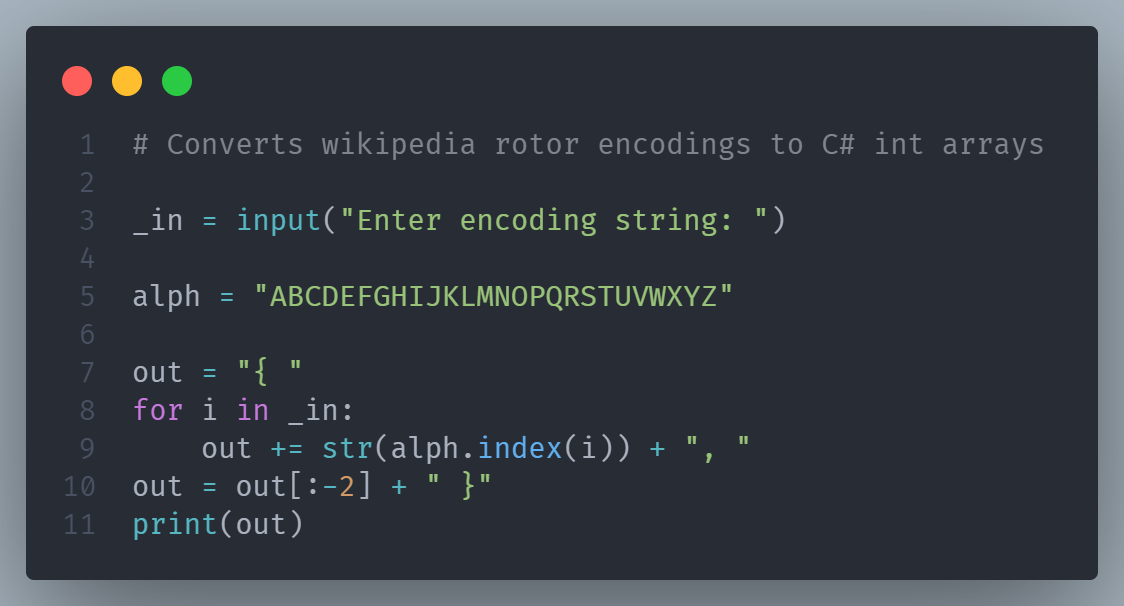 1 # Converts wikipedia rotor encodings to C# int arrays
2
3 _in = input("Enter encoding string: ")
4
5 alph = "ABCDEFGHIJKLMNOPQRSTUVWXYZ"
6
7 out = "{ "
8 for i in _in:
9     out += str(alph.index(i)) + ", "
10 out = out[:-2] + " }"
11 print(out)